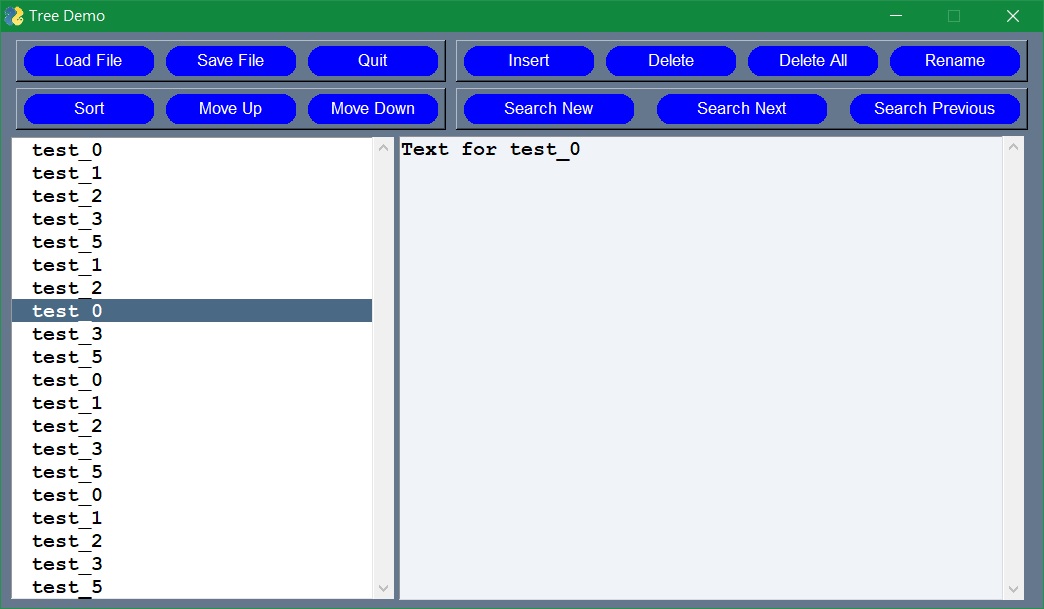 Tree Demo
Load File Save File Quit Insert Delete Delete All Rename
Sort Move Up Move Down Search New Search Next Search Previous
test_0
test_1
test_2
test_3
test_5
test_1
test_2
test_0
test_3
test_5
test_0
test_1
test_2
test_3
test_5
test_0
test_1
test_2
test_3
test_5
Text for test_0